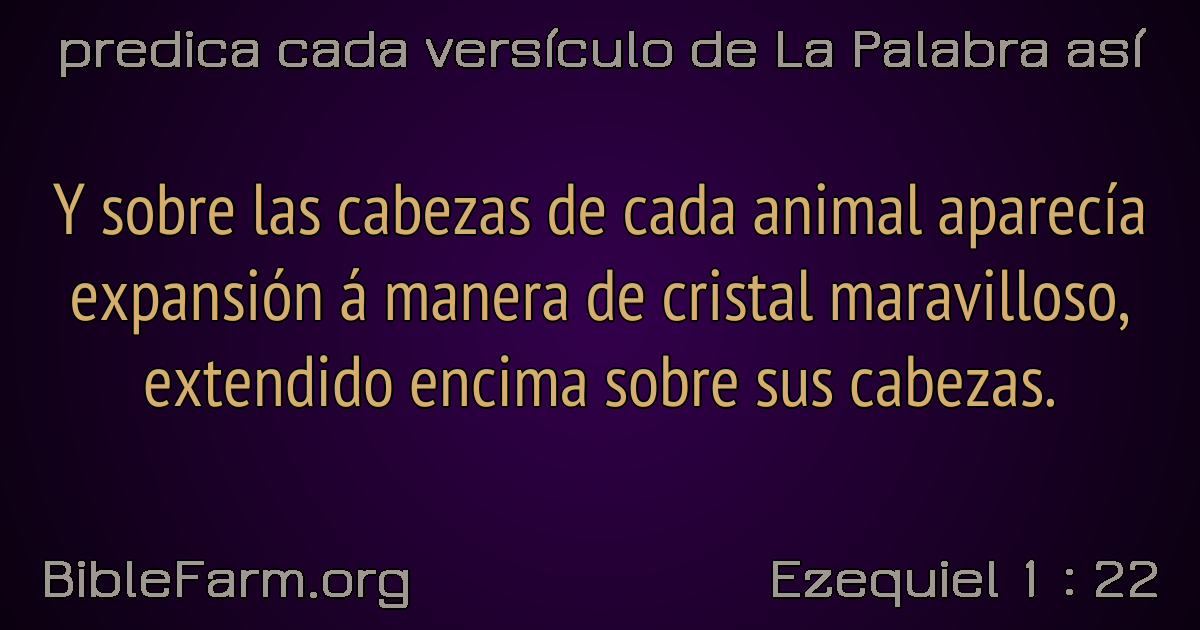 predica cada versículo de La Palabra así
Y sobre las cabezas de cada animal aparecía
expansión á manera de cristal maravilloso,
extendido encima sobre sus cabezas.
BibleFarm.org
Ezequiel 1 : 22